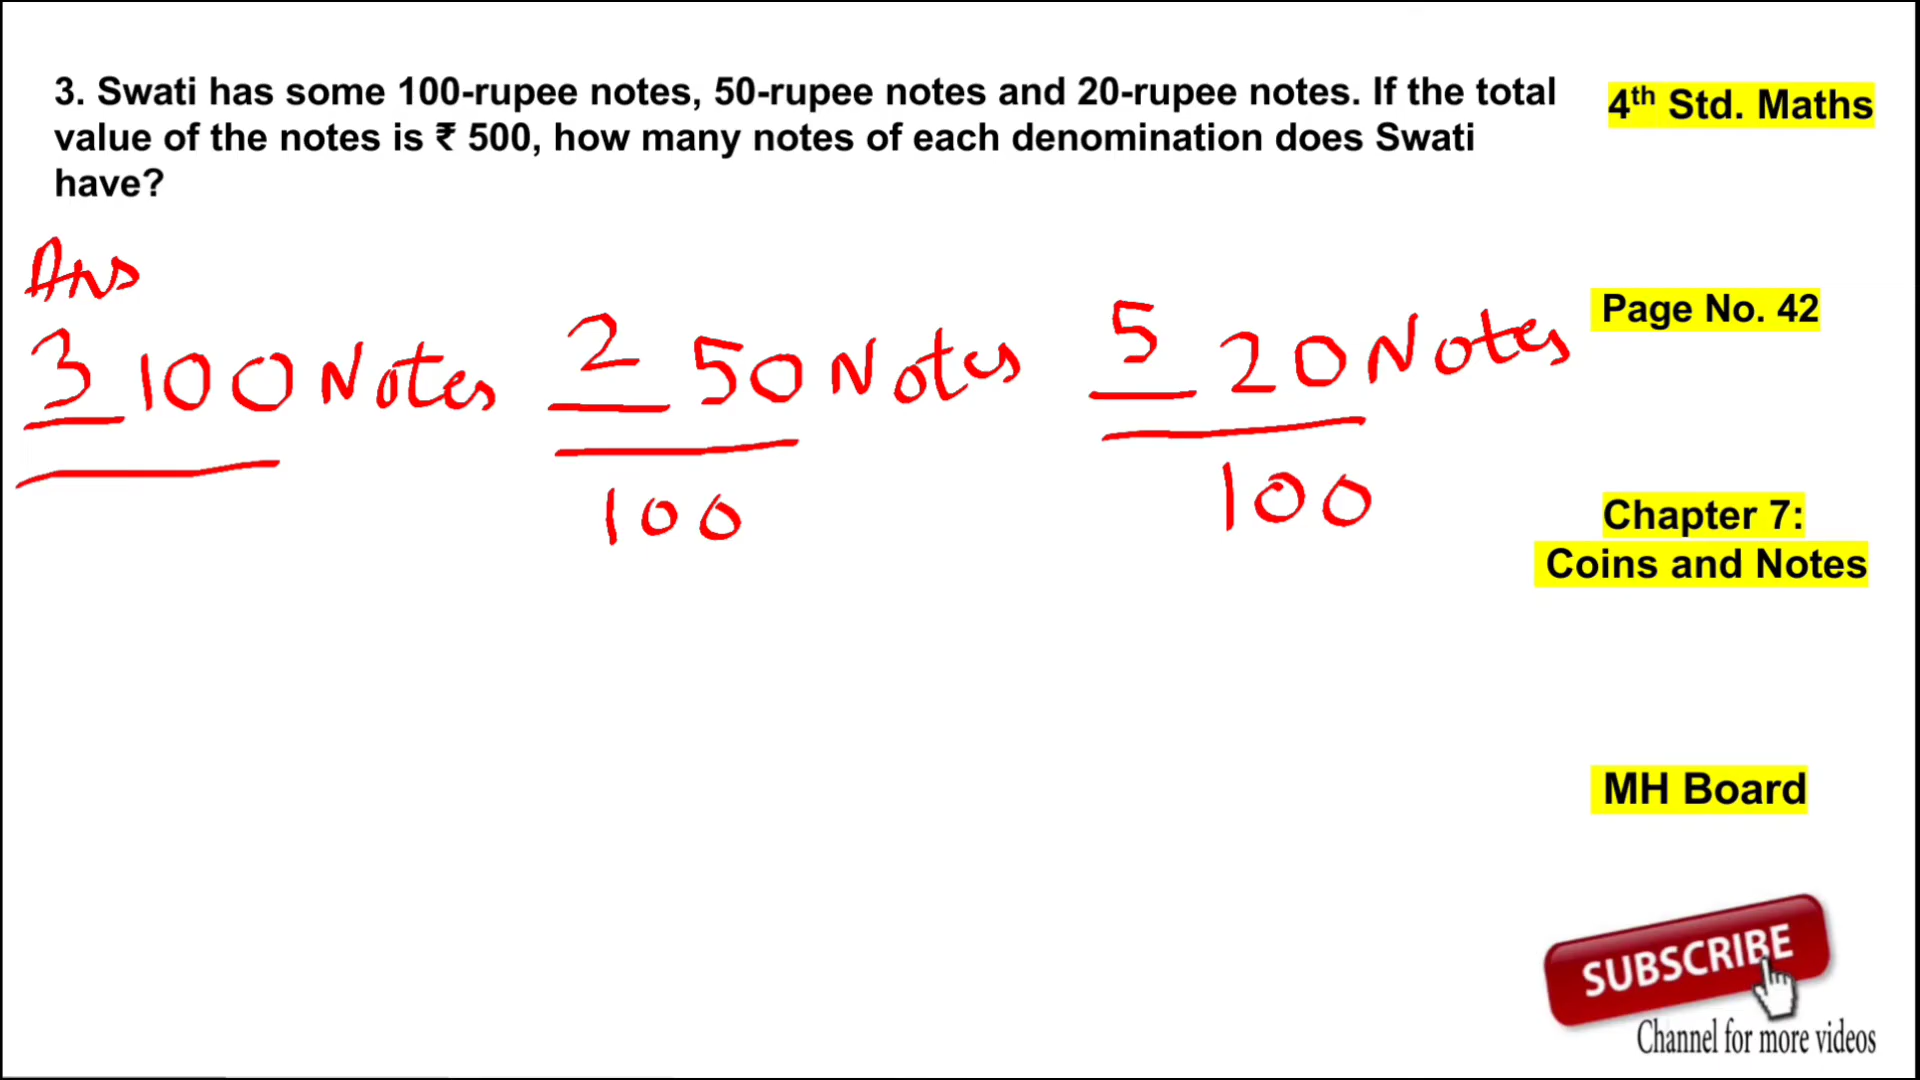 3. Swati has some 100-rupee notes, 50-rupee notes and 20-rupee notes. If the total
value of the notes is ₹ 500, how many notes of each denomination does Swati
have?
4th Std. Maths
Ans
3 100 Notes 2 50 Notes 5 20 Notes
Page No. 42
100 100
Chapter 7:
Coins and Notes
MH Board
SUBSCRIBE
Channel for more videos